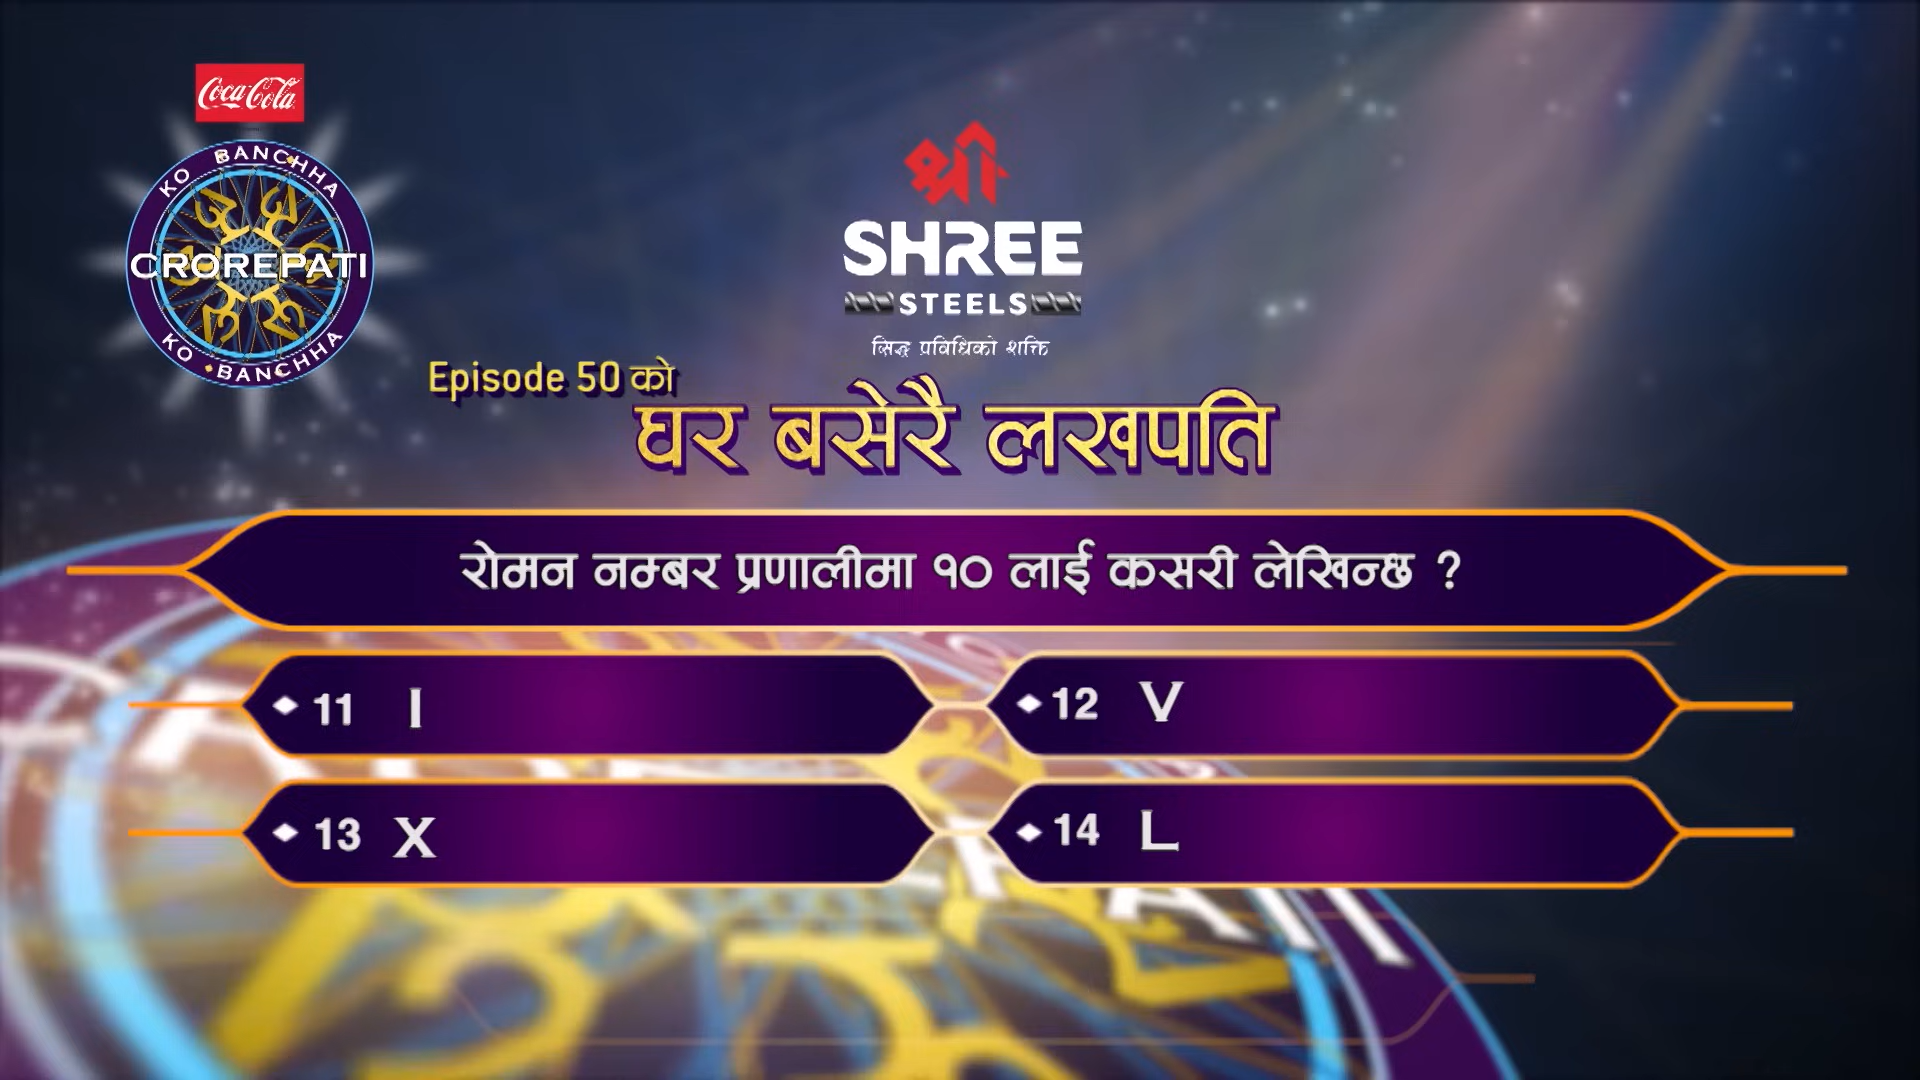 Coca-Cola
KO BANCHHA
CROREPATI
KO BANCHHA
श्री
SHREE
STEELS
सिद्ध प्रविधिको शक्ति
Episode 50 को
घर बसेरै लखपति
रोमन नम्बर प्रणालीमा १० लाई कसरी लेखिन्छ ?
11 I
12 V
13 X
14 L